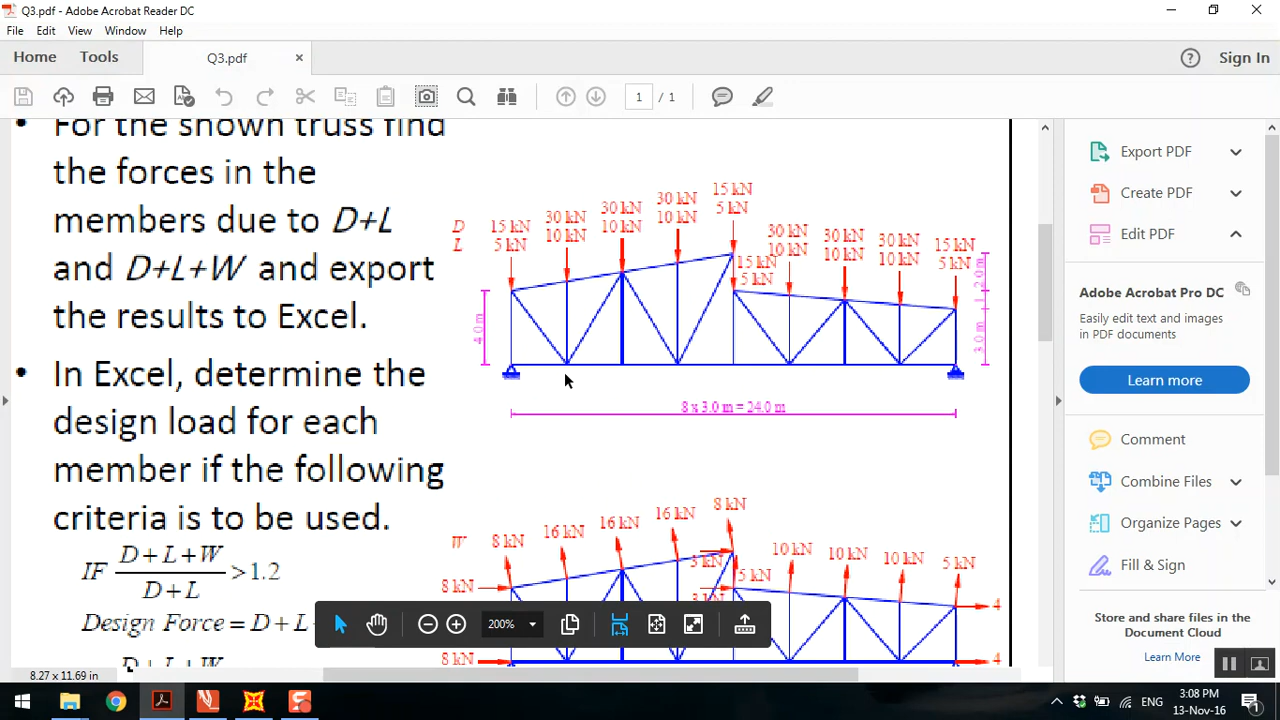 Q3.pdf - Adobe Acrobat Reader DC
File Edit View Window Help
Home Tools Q3.pdf × Sign In
1 / 1
• For the shown truss find
the forces in the
members due to D+L
and D+L+W and export
the results to Excel.
• In Excel, determine the
design load for each
member if the following
criteria is to be used.
IF D+L+W / D+L >1.2
Design Force = D+L
D+L+W
D
L
15 kN
5 kN
30 kN
10 kN
30 kN
10 kN
30 kN
10 kN
15 kN
5 kN
15 kN
5 kN
30 kN
10 kN
30 kN
10 kN
30 kN
10 kN
15 kN
5 kN
4.0 m
2.0 m
3.0 m
8 x 3.0 m = 24.0 m
W
8 kN
16 kN
16 kN
16 kN
8 kN
5 kN
10 kN
10 kN
10 kN
5 kN
8 kN
8 kN
4
4
200%
8.27 x 11.69 in
Export PDF
Create PDF
Edit PDF
Adobe Acrobat Pro DC
Easily edit text and images
in PDF documents
Learn more
Comment
Combine Files
Organize Pages
Fill & Sign
Store and share files in the
Document Cloud
Learn More
ENG
3:08 PM
13-Nov-16